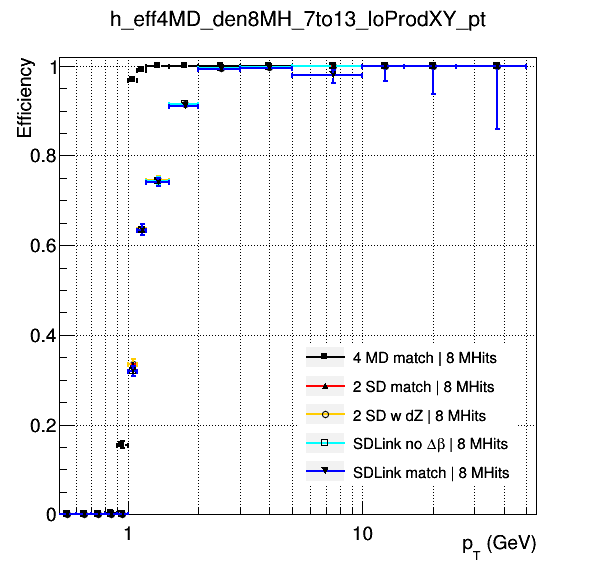 h_eff4MD_den8MH_7to13_loProdXY_pt
Efficiency
1
0.8
0.6
0.4
0.2
0
4 MD match | 8 MHits
2 SD match | 8 MHits
2 SD w dZ | 8 MHits
SDLink no Δβ | 8 MHits
SDLink match | 8 MHits
1
10
p_T (GeV)